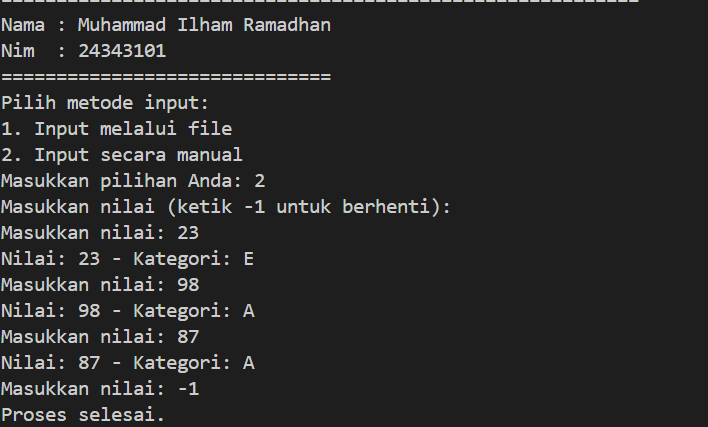 ==========================================================
Nama : Muhammad Ilham Ramadhan
Nim  : 24343101
==============================
Pilih metode input:
1. Input melalui file
2. Input secara manual
Masukkan pilihan Anda: 2
Masukkan nilai (ketik -1 untuk berhenti):
Masukkan nilai: 23
Nilai: 23 - Kategori: E
Masukkan nilai: 98
Nilai: 98 - Kategori: A
Masukkan nilai: 87
Nilai: 87 - Kategori: A
Masukkan nilai: -1
Proses selesai.